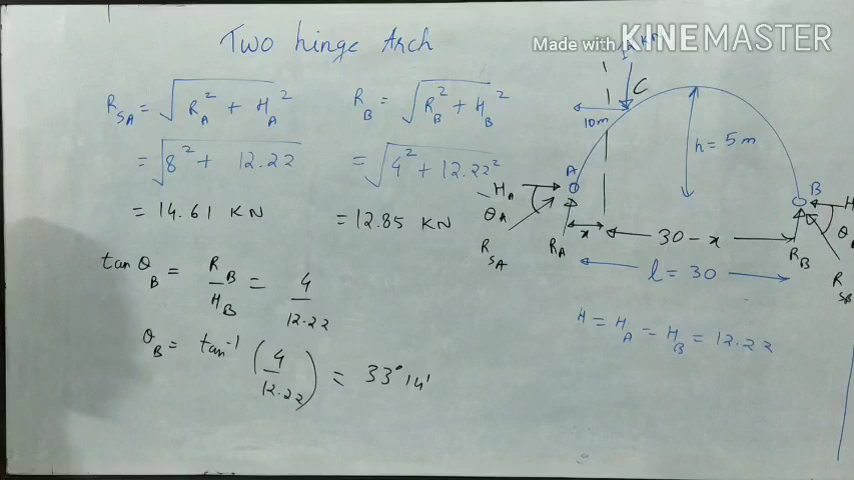 Two hinge Arch
Made with KINEMASTER
R_SA = √(R_A² + H_A²)
= √(8² + 12.22)
= 14.61 KN
R_B = √(R_B² + H_B²)
= √(4² + 12.22²)
= 12.85 KN
tan θ_B = R_B/H_B = 4/12.22
θ_B = tan⁻¹ (4/12.22) = 33°14'
C
10m
h = 5m
A
B
H_A
θ_A
R_SA
R_A
x
30 - x
l = 30
R_B
H
θ
R
H = H_A = H_B = 12.22